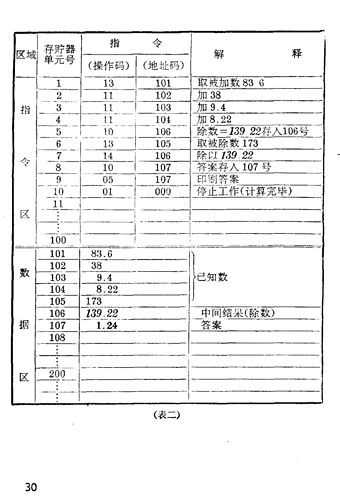 区域 存贮器单元号 指 令 解 释
(操作码) (地址码)
指令区
1 13 101 取被加数83.6
2 11 102 加38
3 11 103 加9.4
4 11 104 加8.22
5 10 106 除数=139.22存入106号
6 13 105 取被除数173
7 14 106 除以139.22
8 10 107 答案存入107号
9 05 107 印刷答案
10 01 000 停止工作(计算完毕)
11
100
数据区
101 83.6
102 38
103 9.4 已知数
104 8.22
105 173
106 139.22 中间结果(除数)
107 1.24 答案
108
200
(表二)
30